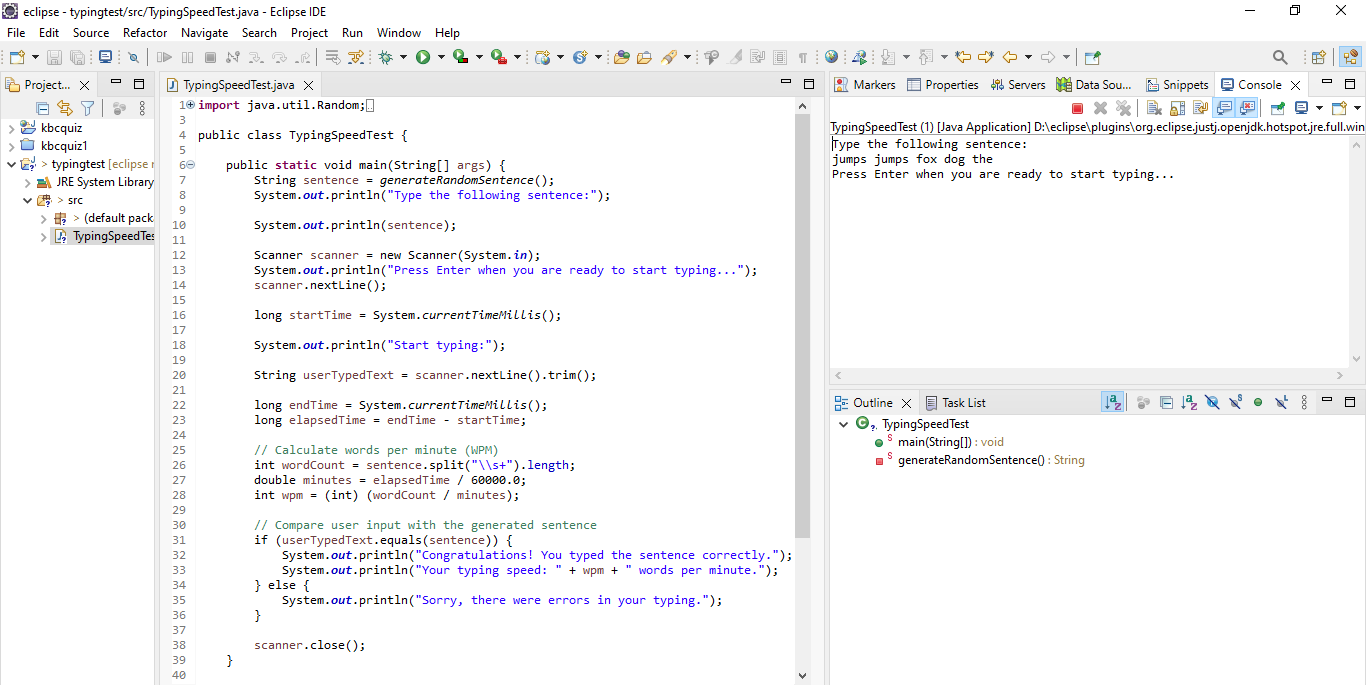 eclipse - typingtest/src/TypingSpeedTest.java - Eclipse IDE
File Edit Source Refactor Navigate Search Project Run Window Help
Project...
kbcquiz
kbcquiz1
> typingtest [eclipse r
JRE System Library
> src
> (default pack
TypingSpeedTes
TypingSpeedTest.java
1 import java.util.Random;
3
4 public class TypingSpeedTest {
5
6 public static void main(String[] args) {
7 String sentence = generateRandomSentence();
8 System.out.println("Type the following sentence:");
9
10 System.out.println(sentence);
11
12 Scanner scanner = new Scanner(System.in);
13 System.out.println("Press Enter when you are ready to start typing...");
14 scanner.nextLine();
15
16 long startTime = System.currentTimeMillis();
17
18 System.out.println("Start typing:");
19
20 String userTypedText = scanner.nextLine().trim();
21
22 long endTime = System.currentTimeMillis();
23 long elapsedTime = endTime - startTime;
24
25 // Calculate words per minute (WPM)
26 int wordCount = sentence.split("\\s+").length;
27 double minutes = elapsedTime / 60000.0;
28 int wpm = (int) (wordCount / minutes);
29
30 // Compare user input with the generated sentence
31 if (userTypedText.equals(sentence)) {
32 System.out.println("Congratulations! You typed the sentence correctly.");
33 System.out.println("Your typing speed: " + wpm + " words per minute.");
34 } else {
35 System.out.println("Sorry, there were errors in your typing.");
36 }
37
38 scanner.close();
39 }
40
Markers Properties Servers Data Sou... Snippets Console
TypingSpeedTest (1) [Java Application] D:\eclipse\plugins\org.eclipse.justj.openjdk.hotspot.jre.full.win
Type the following sentence:
jumps jumps fox dog the
Press Enter when you are ready to start typing...
Outline Task List
TypingSpeedTest
main(String[]) : void
generateRandomSentence() : String